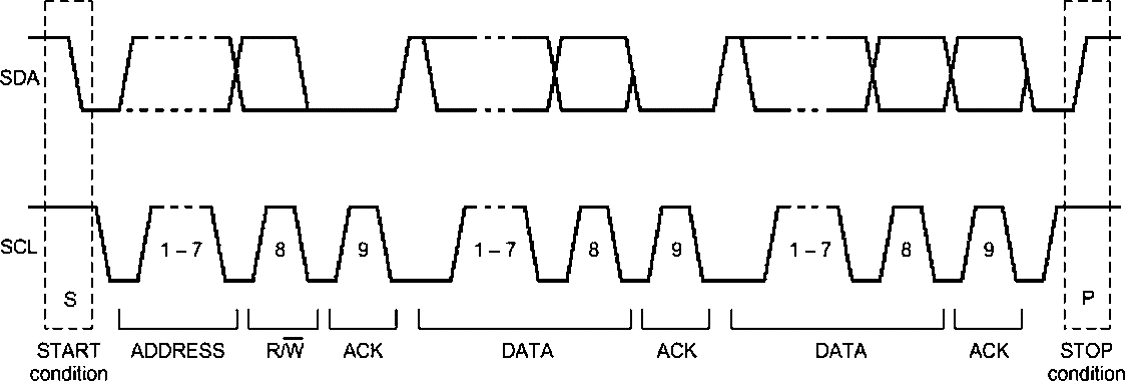 SDA
SCL
1 – 7
8
9
1 – 7
8
9
1 – 7
8
9
S
P
START
condition
ADDRESS
R/W̅
ACK
DATA
ACK
DATA
ACK
STOP
condition